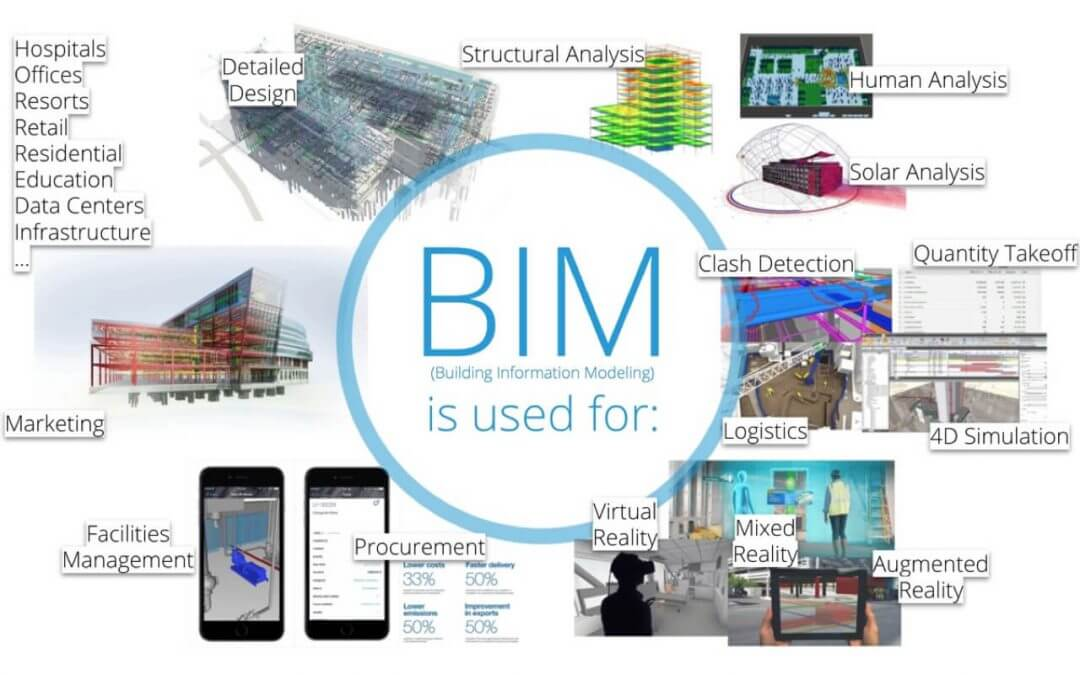 Hospitals
Offices
Resorts
Retail
Residential
Education
Data Centers
Infrastructure
...
Detailed
Design
Structural Analysis
Human Analysis
Solar Analysis
BIM
(Building Information Modeling)
is used for:
Clash Detection
Quantity Takeoff
Marketing
Logistics
4D Simulation
Facilities
Management
Procurement
Lower costs
33%
Faster delivery
50%
Lower
emissions
50%
Improvement
in exports
50%
Virtual
Reality
Mixed
Reality
Augmented
Reality